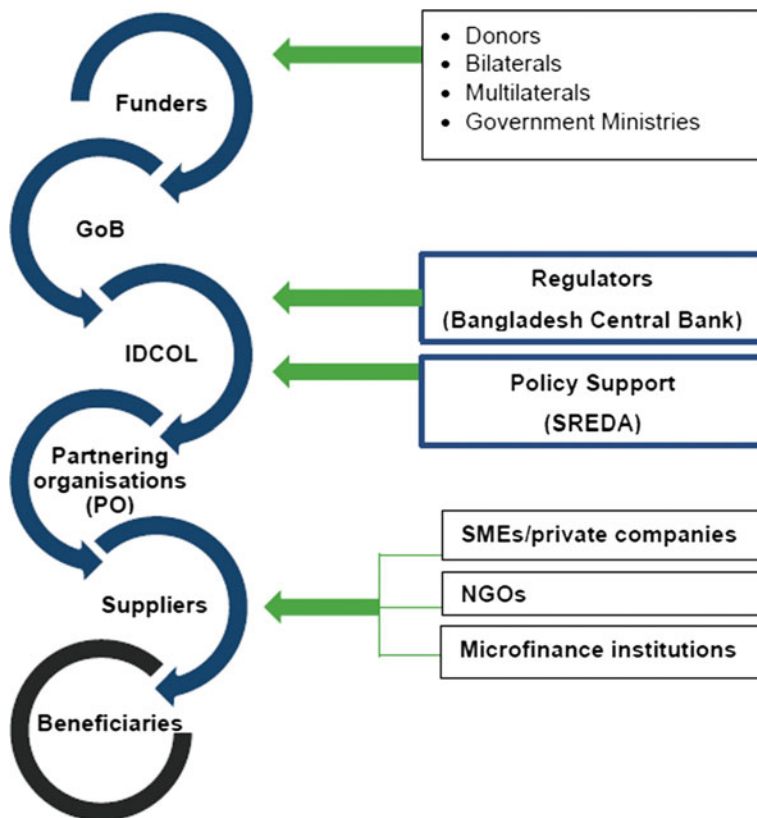 Funders
• Donors
• Bilaterals
• Multilaterals
• Government Ministries
GoB
IDCOL
Regulators
(Bangladesh Central Bank)
Policy Support
(SREDA)
Partnering
organisations
(PO)
Suppliers
SMEs/private companies
NGOs
Microfinance institutions
Beneficiaries